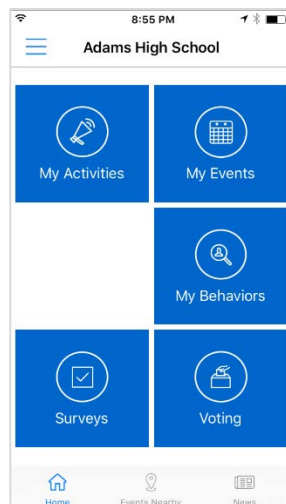 8:55 PM
Adams High School
My Activities
My Events
My Behaviors
Surveys
Voting
Home
Events Nearby
News